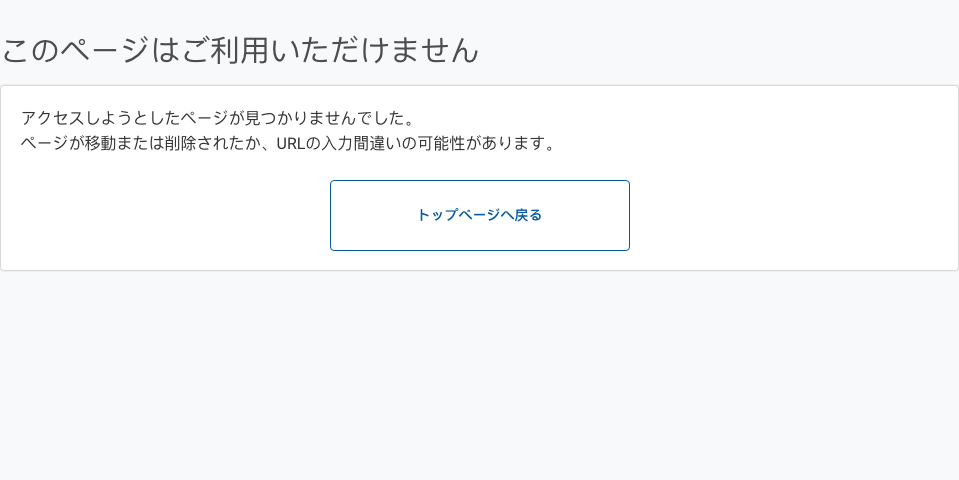 このページはご利用いただけません
アクセスしようとしたページが見つかりませんでした。
ページが移動または削除されたか、URLの入力間違いの可能性があります。
トップページへ戻る